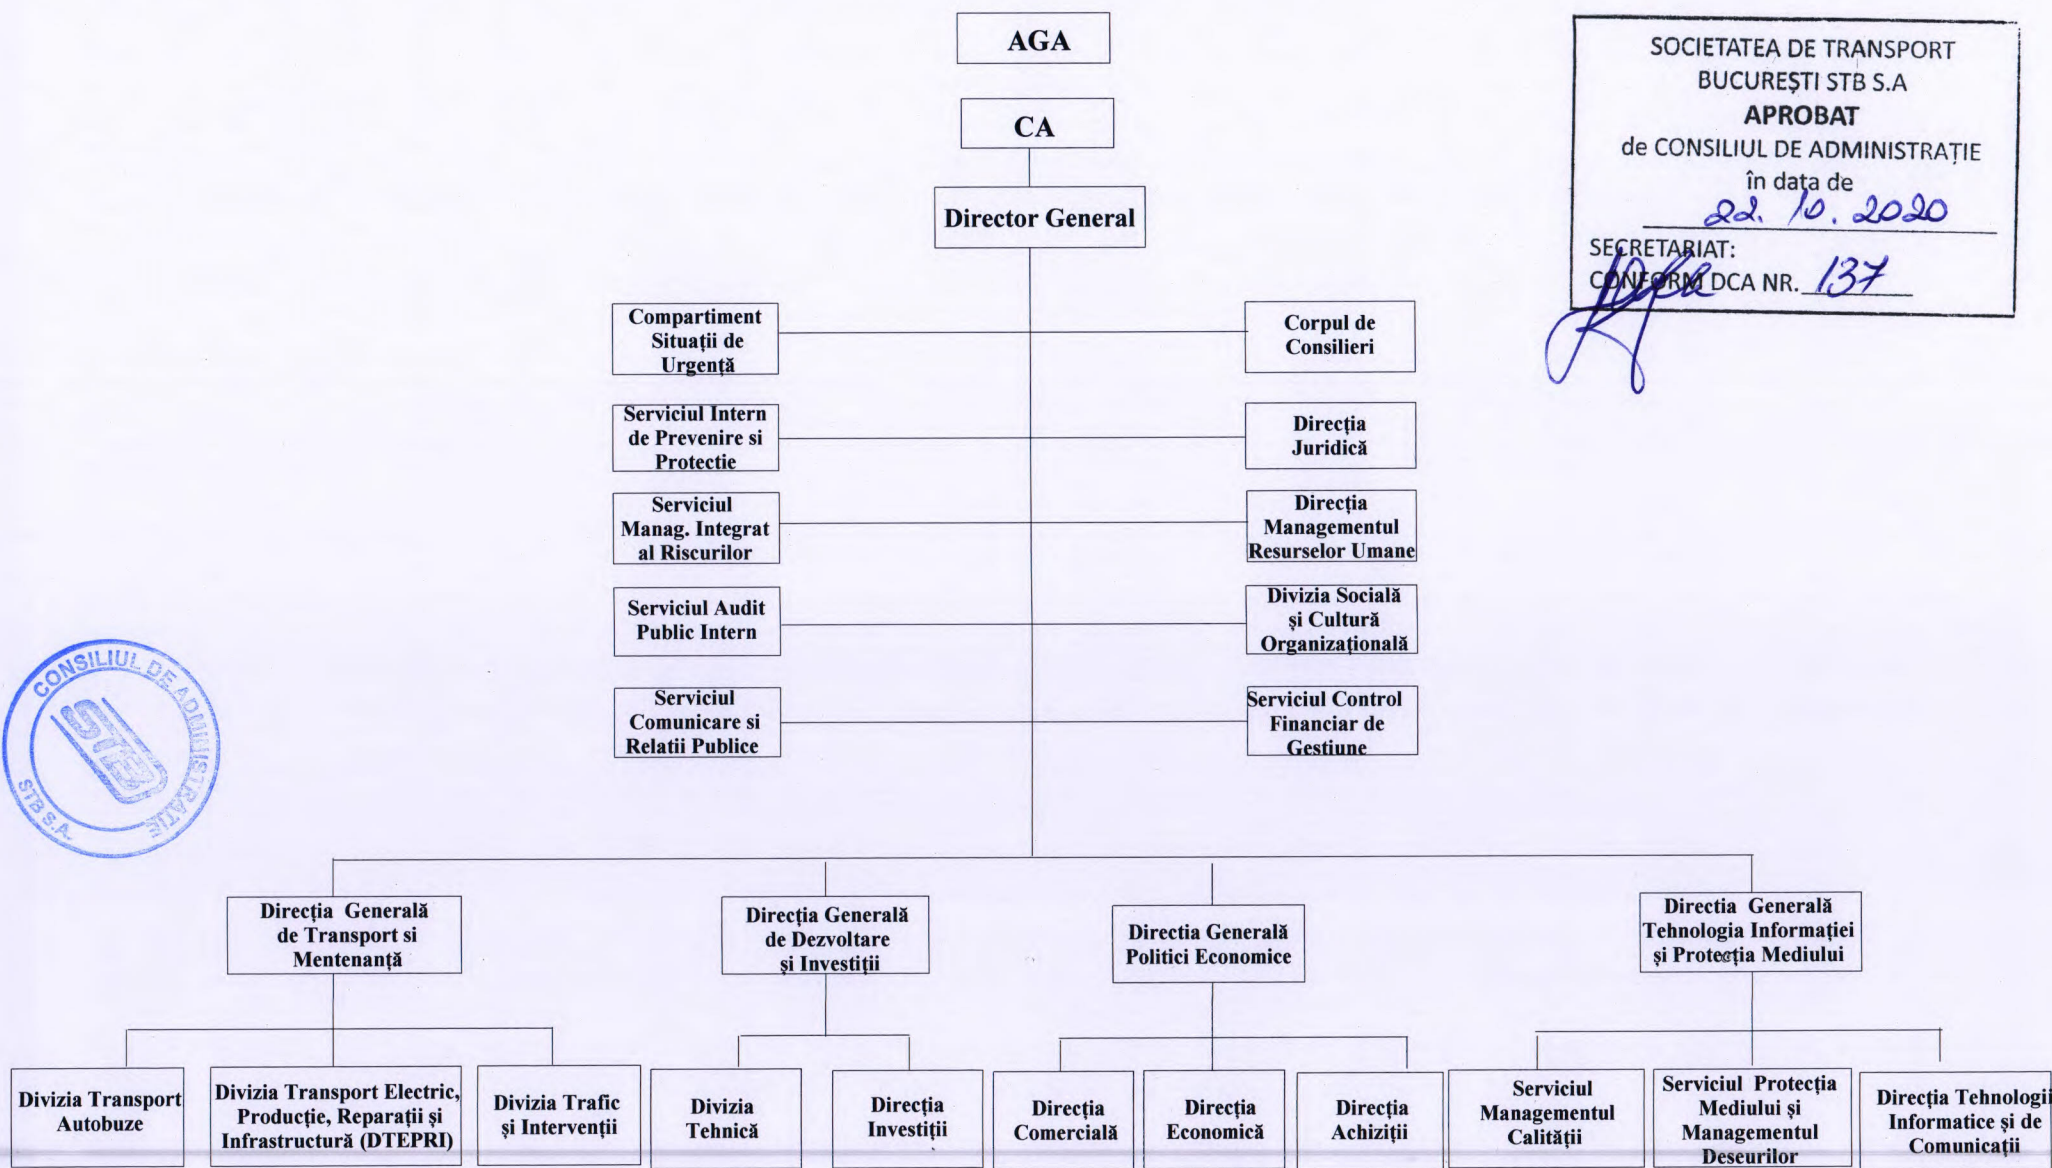 AGA
CA
Director General
SOCIETATEA DE TRANSPORT
BUCUREȘTI STB S.A
APROBAT
de CONSILIUL DE ADMINISTRAȚIE
în data de
22. 10. 2020
SECRETARIAT:
CONFORM DCA NR. 137
Compartiment
Situații de
Urgență
Corpul de
Consilieri
Serviciul Intern
de Prevenire si
Protectie
Direcția
Juridică
Serviciul
Manag. Integrat
al Riscurilor
Direcția
Managementul
Resurselor Umane
Serviciul Audit
Public Intern
Divizia Socială
și Cultură
Organizațională
Serviciul
Comunicare si
Relatii Publice
Serviciul Control
Financiar de
Gestiune
CONSILIUL DE ADMINISTRAȚIE
STB
STB S.A.
Direcția Generală
de Transport si
Mentenanță
Direcția Generală
de Dezvoltare
și Investiții
Directia Generală
Politici Economice
Directia Generală
Tehnologia Informației
și Protecția Mediului
Divizia Transport
Autobuze
Divizia Transport Electric,
Producție, Reparații și
Infrastructură (DTEPRI)
Divizia Trafic
și Intervenții
Divizia
Tehnică
Direcția
Investiții
Direcția
Comercială
Direcția
Economică
Direcția
Achiziții
Serviciul
Managementul
Calității
Serviciul Protecția
Mediului și
Managementul
Deseurilor
Direcția Tehnologii
Informatice și de
Comunicații